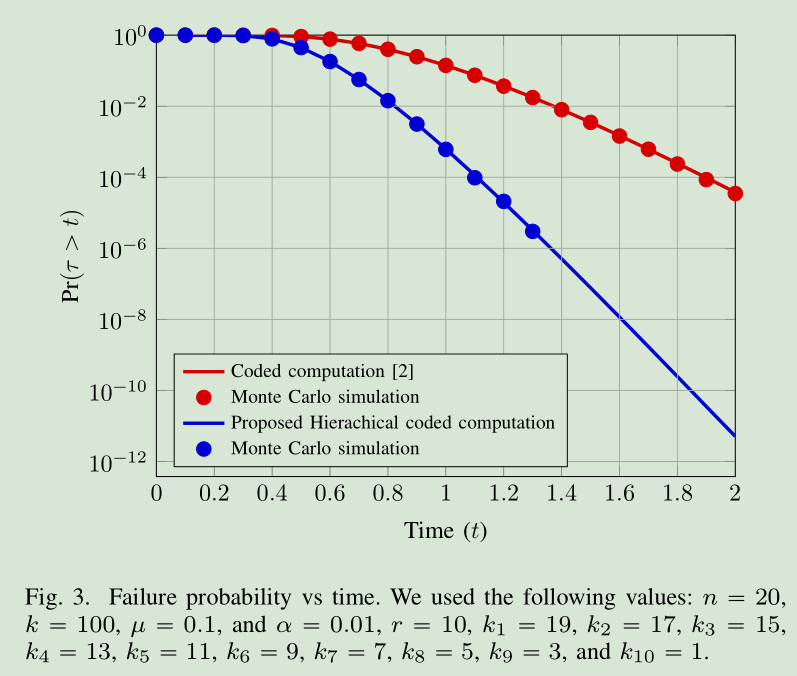 10^0
10^−2
10^−4
10^−6
10^−8
10^−10
10^−12
Pr(τ > t)
Coded computation [2]
Monte Carlo simulation
Proposed Hierachical coded computation
Monte Carlo simulation
0 0.2 0.4 0.6 0.8 1 1.2 1.4 1.6 1.8 2
Time (t)
Fig. 3. Failure probability vs time. We used the following values: n = 20,
k = 100, μ = 0.1, and α = 0.01, r = 10, k₁ = 19, k₂ = 17, k₃ = 15,
k₄ = 13, k₅ = 11, k₆ = 9, k₇ = 7, k₈ = 5, k₉ = 3, and k₁₀ = 1.